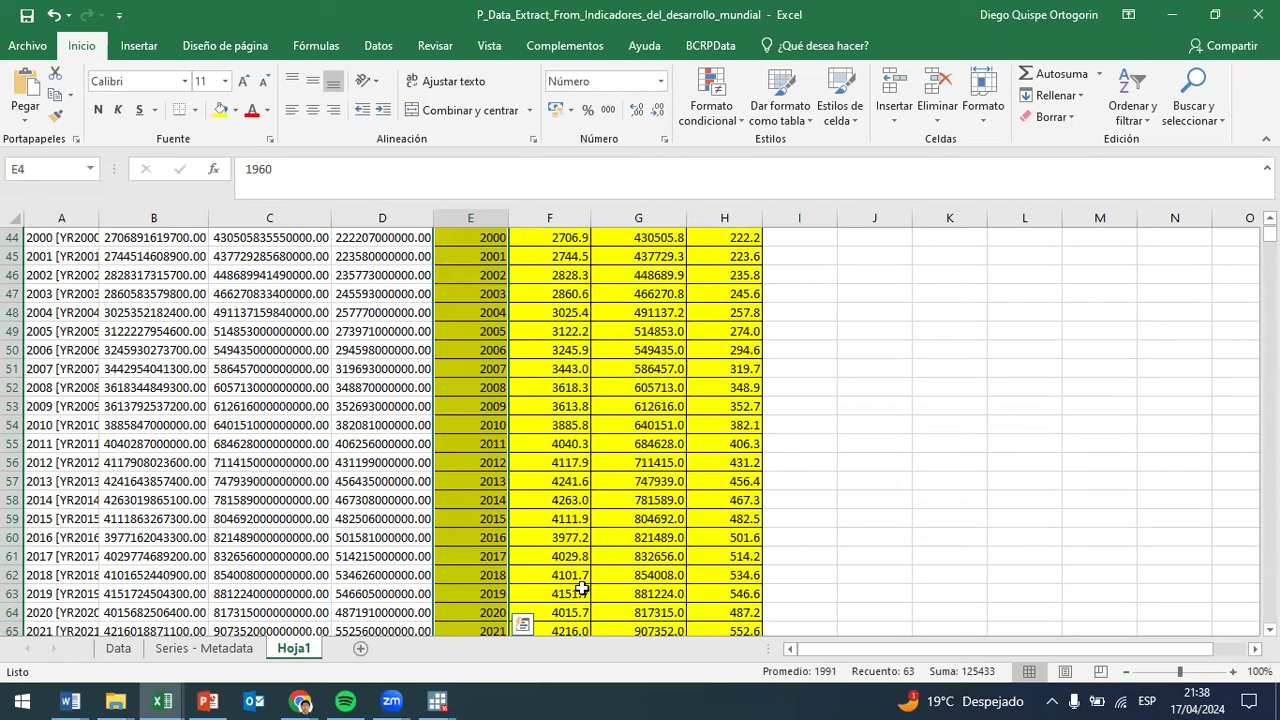 P_Data_Extract_From_Indicadores_del_desarrollo_mundial - Excel
Diego Quispe Ortogorin
Archivo Inicio Insertar Diseño de página Fórmulas Datos Revisar Vista Complementos Ayuda BCRPData ¿Qué desea hacer? Compartir
Pegar
Calibri 11
N K S
Ajustar texto
Combinar y centrar
Número
% 000
Formato condicional
Dar formato como tabla
Estilos de celda
Insertar Eliminar Formato
Autosuma
Rellenar
Borrar
Ordenar y filtrar
Buscar y seleccionar
Portapapeles Fuente Alineación Número Estilos Celdas Edición
E4 fx 1960
A B C D E F G H I J K L M N O
44 2000 [YR2000 2706891619700.00 430505835550000.00 222207000000.00 2000 2706.9 430505.8 222.2
45 2001 [YR2001 2744514608900.00 437729285680000.00 223580000000.00 2001 2744.5 437729.3 223.6
46 2002 [YR2002 2828317315700.00 448689941490000.00 235773000000.00 2002 2828.3 448689.9 235.8
47 2003 [YR2003 2860583579800.00 466270833400000.00 245593000000.00 2003 2860.6 466270.8 245.6
48 2004 [YR2004 3025352182400.00 491137159840000.00 257770000000.00 2004 3025.4 491137.2 257.8
49 2005 [YR2005 3122227954600.00 514853000000000.00 273971000000.00 2005 3122.2 514853.0 274.0
50 2006 [YR2006 3245930273700.00 549435000000000.00 294598000000.00 2006 3245.9 549435.0 294.6
51 2007 [YR2007 3442954041300.00 586457000000000.00 319693000000.00 2007 3443.0 586457.0 319.7
52 2008 [YR2008 3618344849300.00 605713000000000.00 348870000000.00 2008 3618.3 605713.0 348.9
53 2009 [YR2009 3613792537200.00 612616000000000.00 352693000000.00 2009 3613.8 612616.0 352.7
54 2010 [YR2010 3885847000000.00 640151000000000.00 382081000000.00 2010 3885.8 640151.0 382.1
55 2011 [YR2011 4040287000000.00 684628000000000.00 406256000000.00 2011 4040.3 684628.0 406.3
56 2012 [YR2012 4117908023600.00 711415000000000.00 431199000000.00 2012 4117.9 711415.0 431.2
57 2013 [YR2013 4241643857400.00 747939000000000.00 456435000000.00 2013 4241.6 747939.0 456.4
58 2014 [YR2014 4263019865100.00 781589000000000.00 467308000000.00 2014 4263.0 781589.0 467.3
59 2015 [YR2015 4111863267300.00 804692000000000.00 482506000000.00 2015 4111.9 804692.0 482.5
60 2016 [YR2016 3977162043300.00 821489000000000.00 501581000000.00 2016 3977.2 821489.0 501.6
61 2017 [YR2017 4029774689200.00 832656000000000.00 514215000000.00 2017 4029.8 832656.0 514.2
62 2018 [YR2018 4101652440900.00 854008000000000.00 534626000000.00 2018 4101.7 854008.0 534.6
63 2019 [YR2019 4151724504300.00 881224000000000.00 546605000000.00 2019 4151.7 881224.0 546.6
64 2020 [YR2020 4015682506400.00 817315000000000.00 487191000000.00 2020 4015.7 817315.0 487.2
65 2021 [YR2021 4216018871100.00 907352000000000.00 552560000000.00 2021 4216.0 907352.0 552.6
Data Series - Metadata Hoja1
Listo Promedio: 1991 Recuento: 63 Suma: 125433 100%
19°C Despejado ESP 21:38
17/04/2024